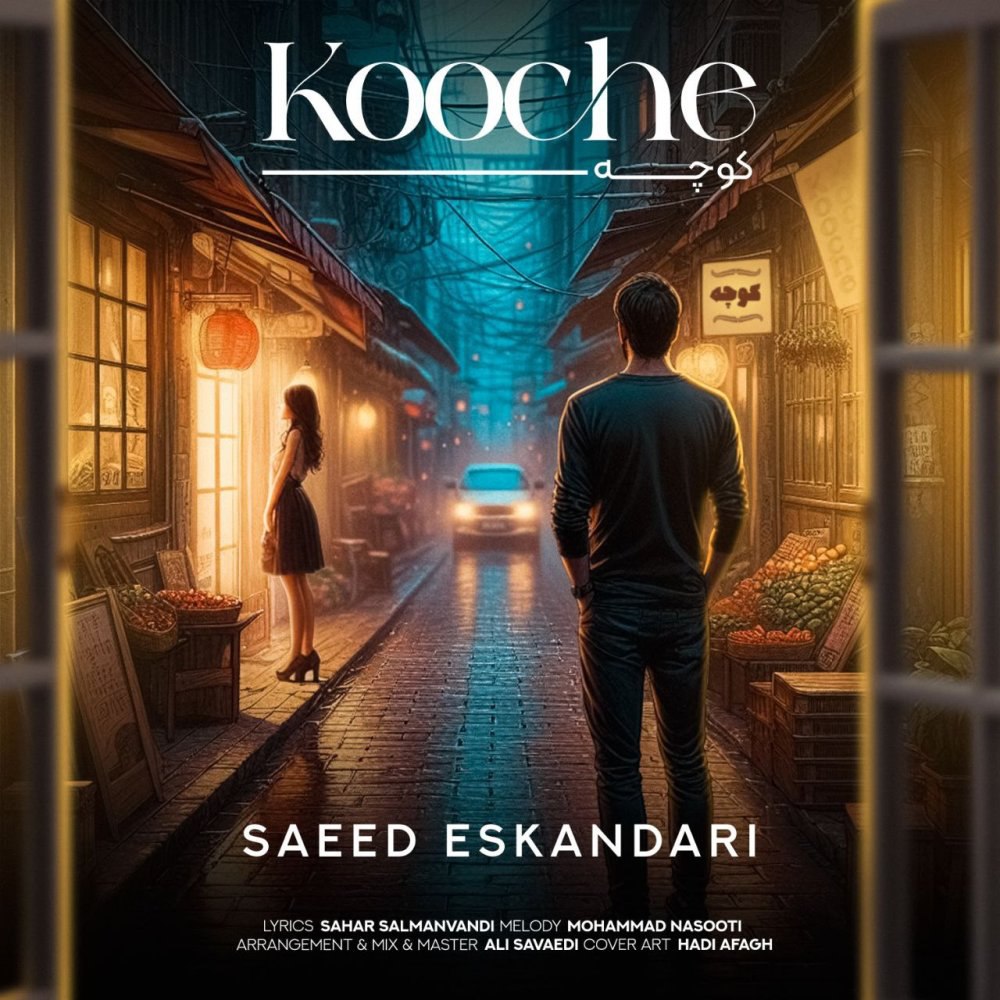 Kooche
کوچه
کوچه
SAEED ESKANDARI
LYRICS SAHAR SALMANVANDI MELODY MOHAMMAD NASOOTI
ARRANGEMENT & MIX & MASTER ALI SAVAEDI COVER ART HADI AFAGH